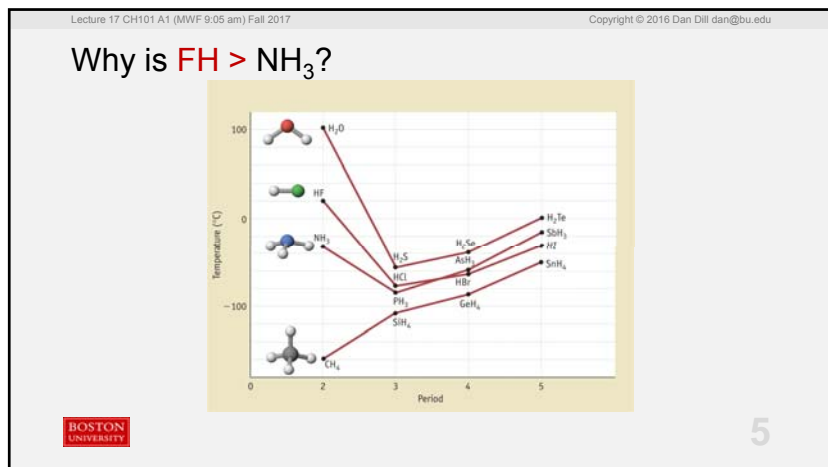 Lecture 17 CH101 A1 (MWF 9:05 am) Fall 2017
Copyright © 2016 Dan Dill dan@bu.edu
Why is FH > NH₃?
100
H₂O
HF
Temperature (°C)
0
NH₃
H₂S
H₂Se
H₂Te
SbH₃
HI
HCl
AsH₃
SnH₄
HBr
-100
PH₃
GeH₄
SiH₄
CH₄
0
2
3
4
5
Period
BOSTON
UNIVERSITY
5